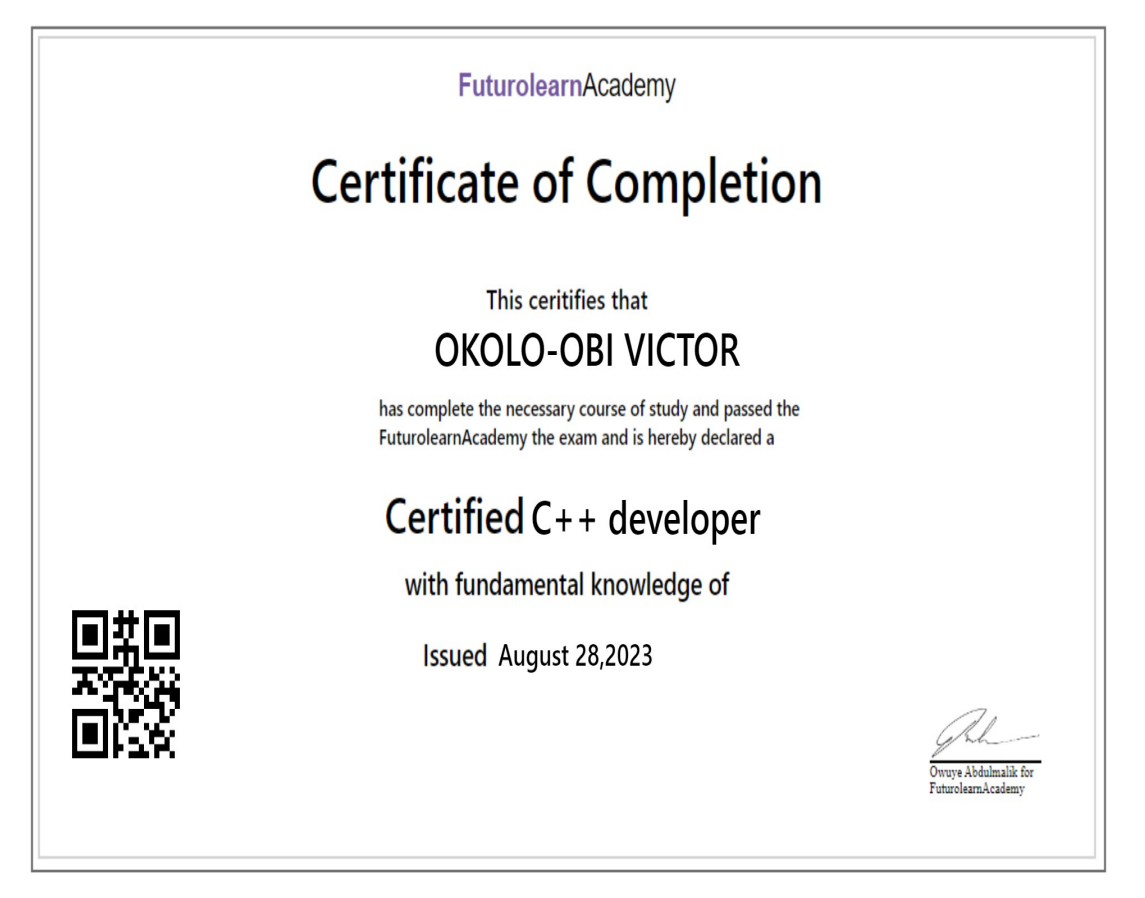 FuturolearnAcademy
Certificate of Completion
This ceritifies that
OKOLO-OBI VICTOR
has complete the necessary course of study and passed the
FuturolearnAcademy the exam and is hereby declared a
Certified C++ developer
with fundamental knowledge of
Issued August 28,2023
Owuye Abdulmalik for
FuturolearnAcademy